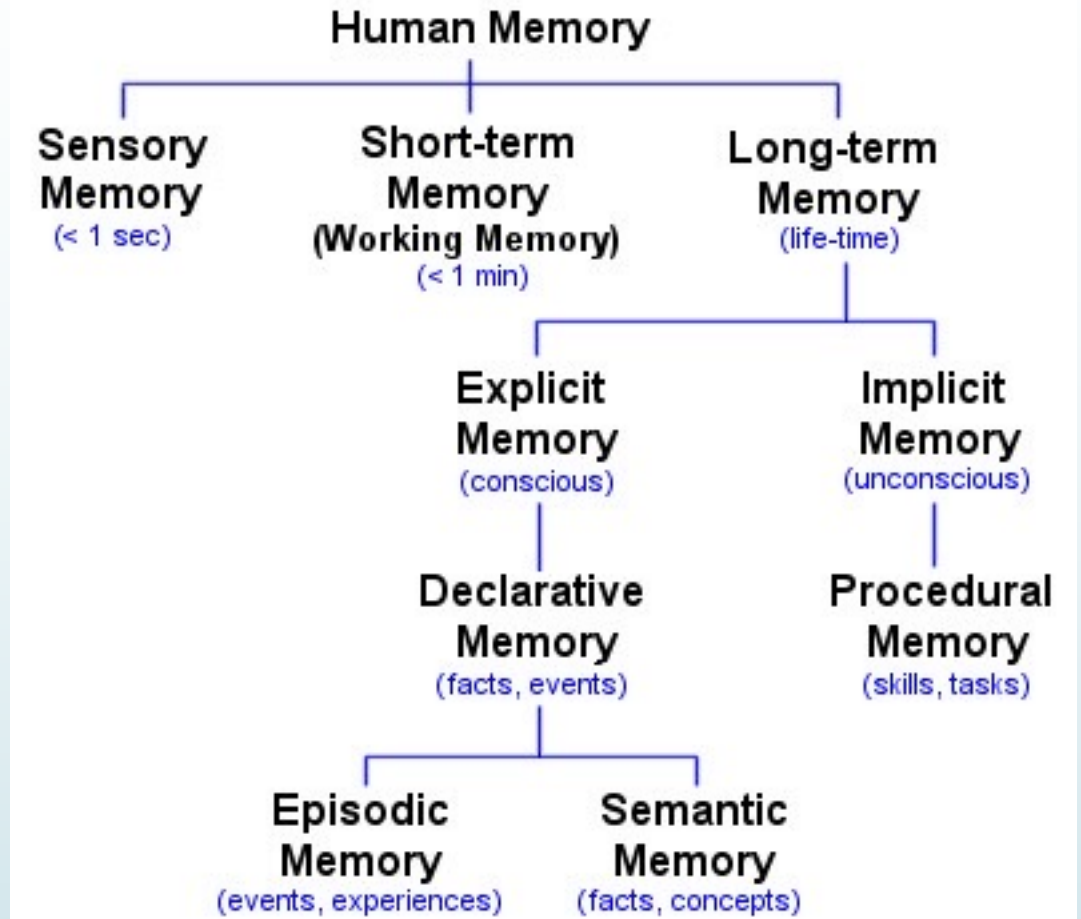 Human Memory
Sensory
Memory
(< 1 sec)
Short-term
Memory
(Working Memory)
(< 1 min)
Long-term
Memory
(life-time)
Explicit
Memory
(conscious)
Implicit
Memory
(unconscious)
Declarative
Memory
(facts, events)
Procedural
Memory
(skills, tasks)
Episodic
Memory
(events, experiences)
Semantic
Memory
(facts, concepts)